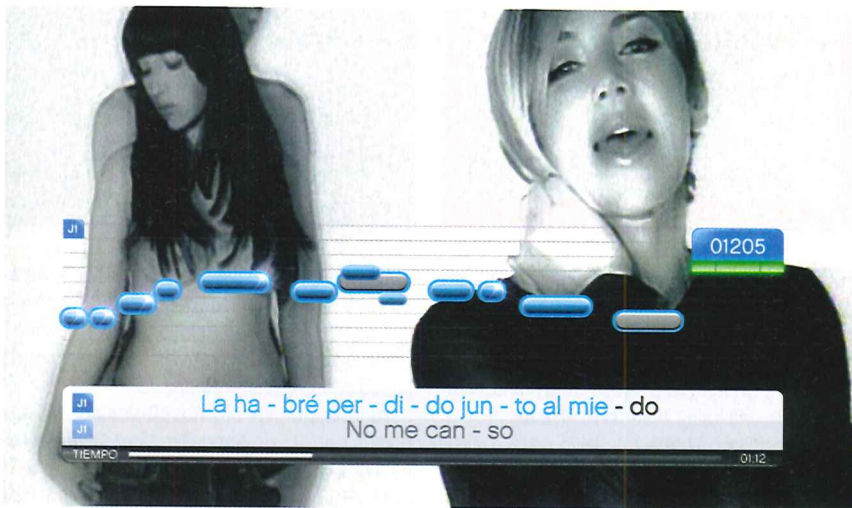 J1
01205
J1 La ha - bré per - di - do jun - to al mie - do
J1 No me can - so
TIEMPO 01:12